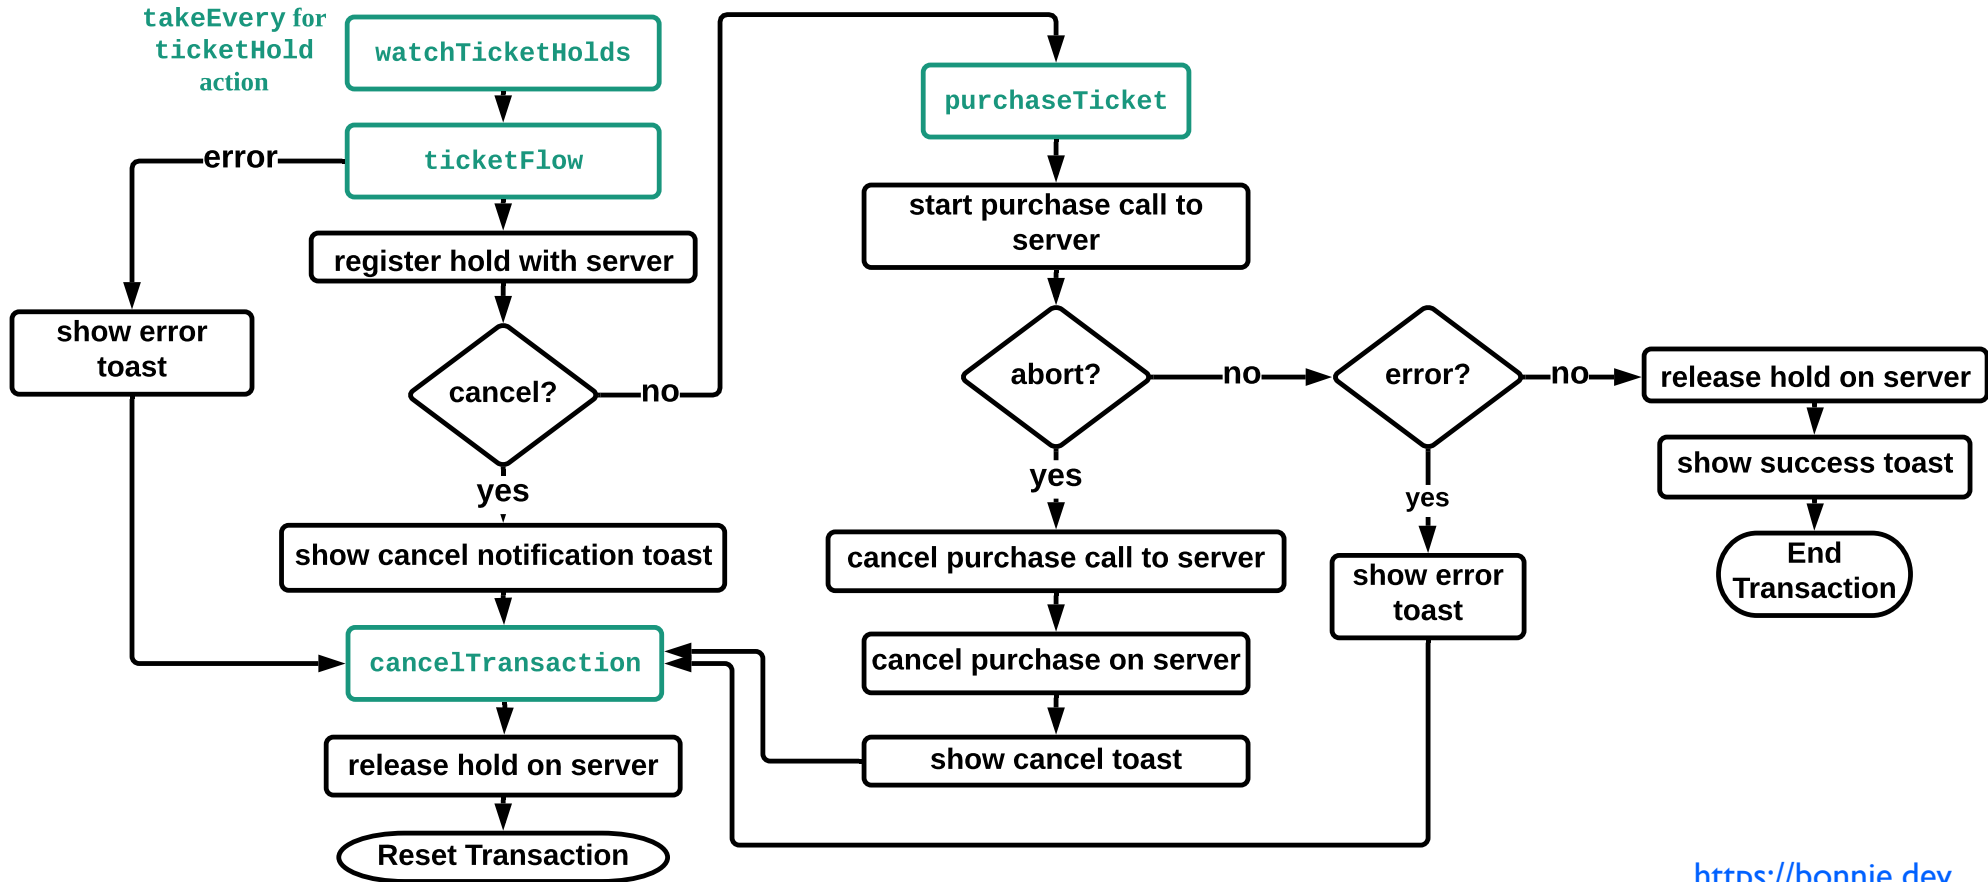 takeEvery for
ticketHold
action
watchTicketHolds
purchaseTicket
error
ticketFlow
start purchase call to
server
register hold with server
show error
toast
cancel?
no
abort?
no
error?
no
release hold on server
show success toast
yes
yes
yes
End
Transaction
show cancel notification toast
cancel purchase call to server
show error
toast
cancelTransaction
cancel purchase on server
release hold on server
show cancel toast
Reset Transaction
https://bonnie.dev